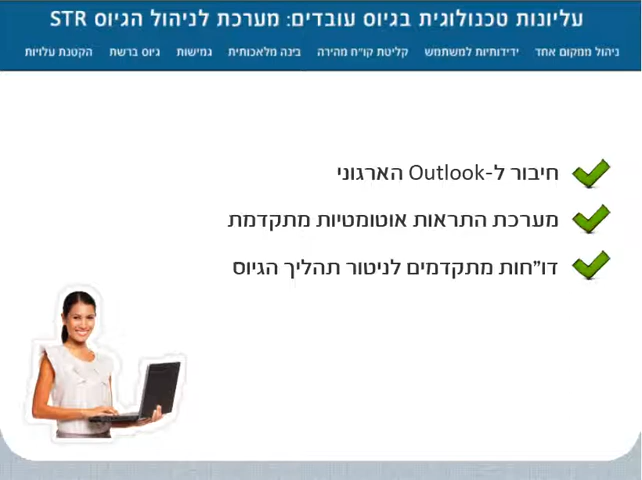 עליונות טכנולוגית בגיוס עובדים: מערכת לניהול הגיוס STR
ניהול ממקום אחד ידידותיות למשתמש קליטת קו"ח מהירה בינה מלאכותית גמישות גיוס ברשת הקטנת עלויות
חיבור ל-Outlook הארגוני
מערכת התראות אוטומטיות מתקדמת
דו"חות מתקדמים לניטור תהליך הגיוס